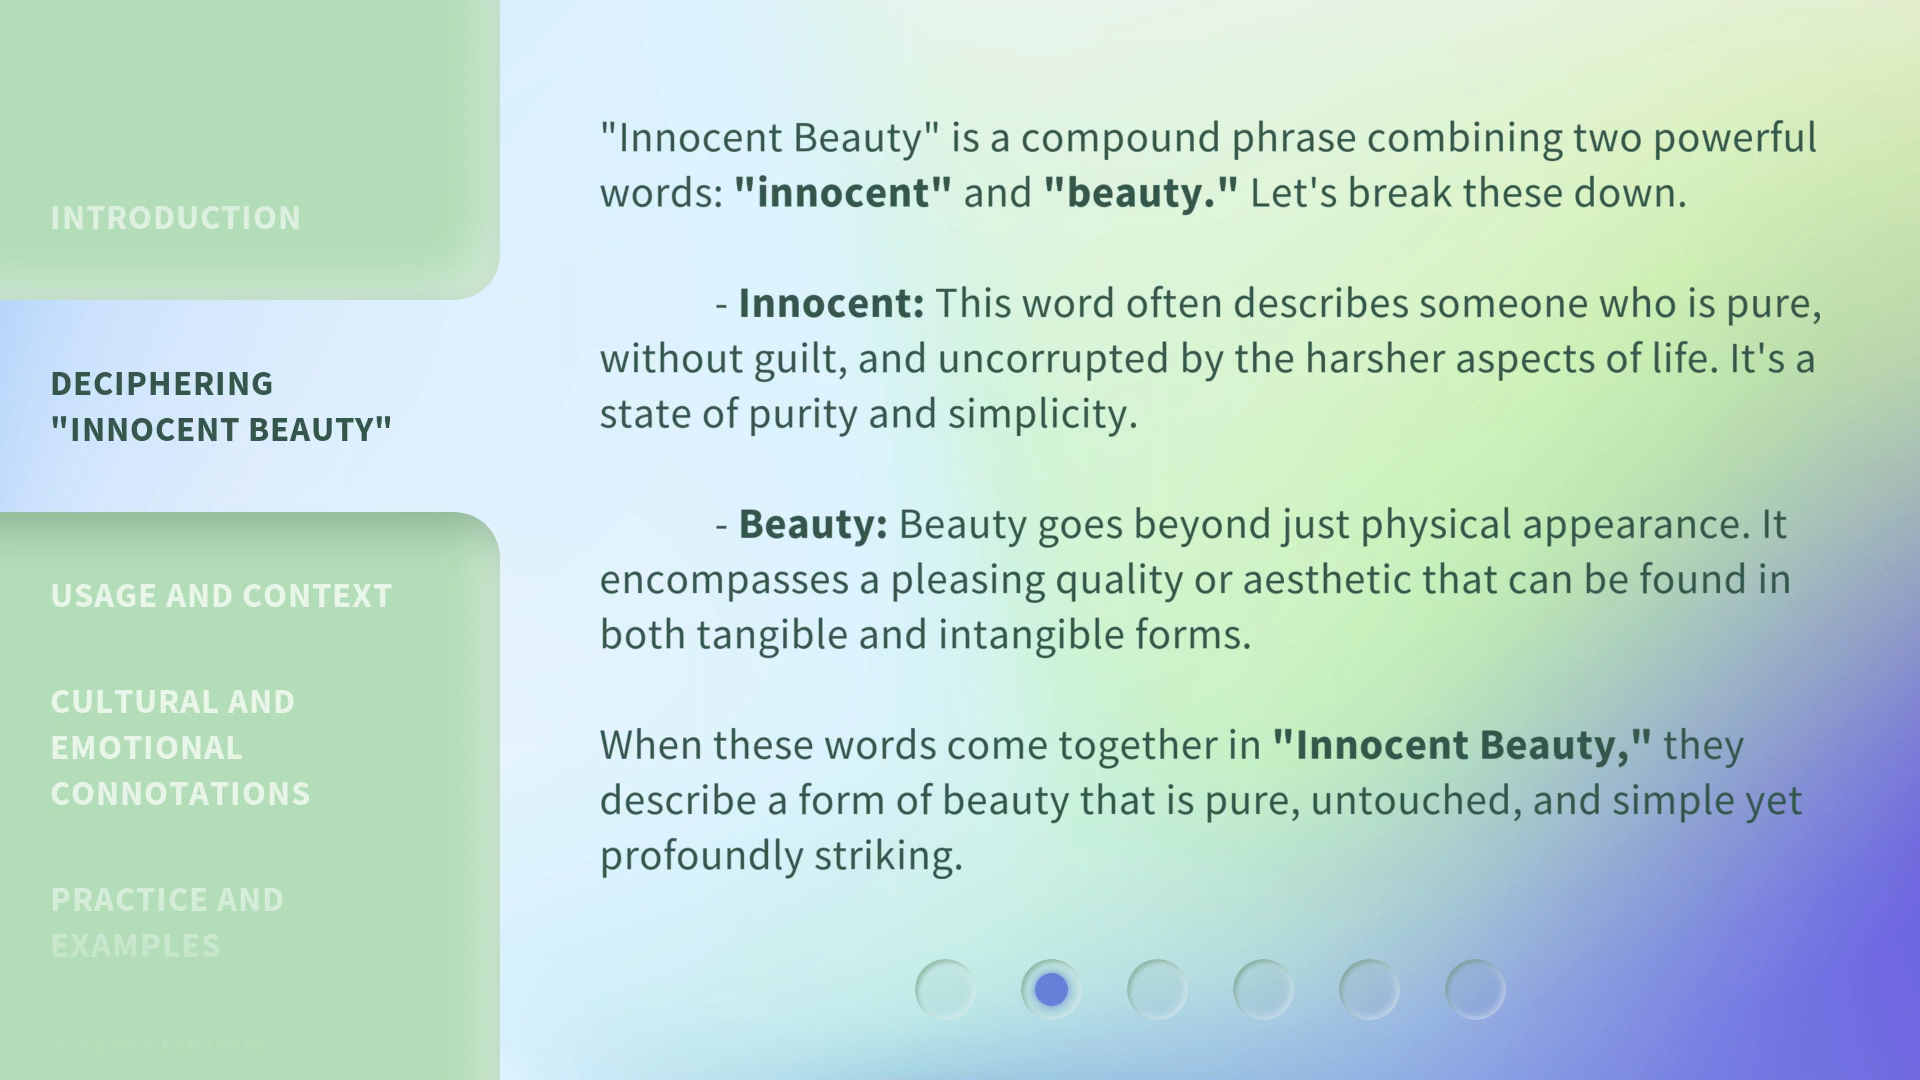 INTRODUCTION
DECIPHERING
"INNOCENT BEAUTY"
USAGE AND CONTEXT
CULTURAL AND
EMOTIONAL
CONNOTATIONS
PRACTICE AND
EXAMPLES
CONCLUSION
"Innocent Beauty" is a compound phrase combining two powerful
words: "innocent" and "beauty." Let's break these down.
- Innocent: This word often describes someone who is pure,
without guilt, and uncorrupted by the harsher aspects of life. It's a
state of purity and simplicity.
- Beauty: Beauty goes beyond just physical appearance. It
encompasses a pleasing quality or aesthetic that can be found in
both tangible and intangible forms.
When these words come together in "Innocent Beauty," they
describe a form of beauty that is pure, untouched, and simple yet
profoundly striking.